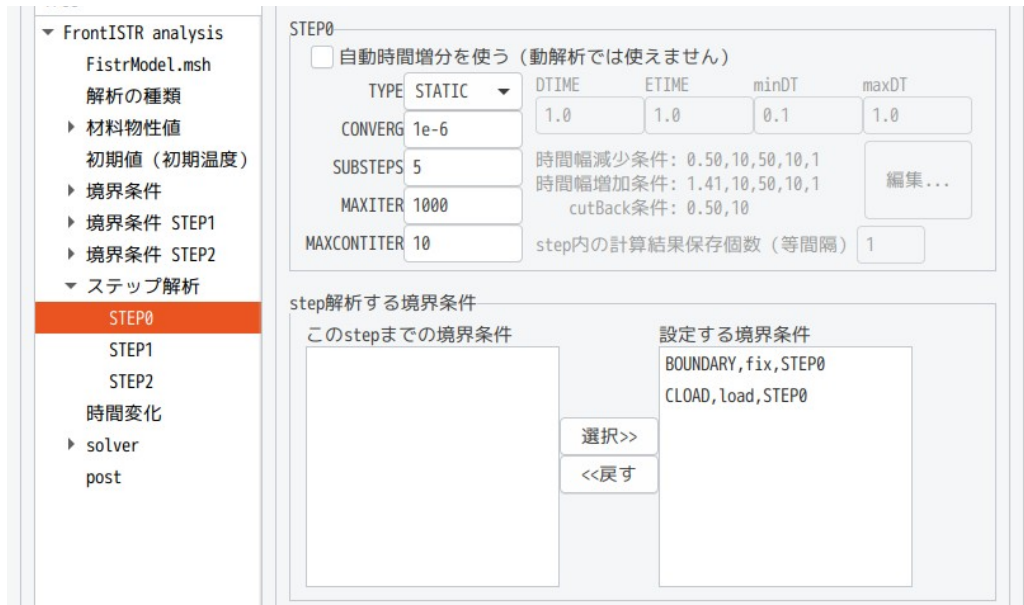 FrontISTR analysis
FistrModel.msh
解析の種類
材料物性値
初期値（初期温度）
境界条件
境界条件 STEP1
境界条件 STEP2
ステップ解析
STEP0
STEP1
STEP2
時間変化
solver
post
STEP0
自動時間増分を使う（動解析では使えません）
TYPE STATIC
CONVERG 1e-6
SUBSTEPS 5
MAXITER 1000
MAXCONTITER 10
DTIME ETIME minDT maxDT
1.0 1.0 0.1 1.0
時間幅減少条件: 0.50,10,50,10,1
時間幅増加条件: 1.41,10,50,10,1
cutBack条件: 0.50,10
編集...
step内の計算結果保存個数（等間隔） 1
step解析する境界条件
このstepまでの境界条件
設定する境界条件
BOUNDARY,fix,STEP0
CLOAD,load,STEP0
選択>>
<<戻す